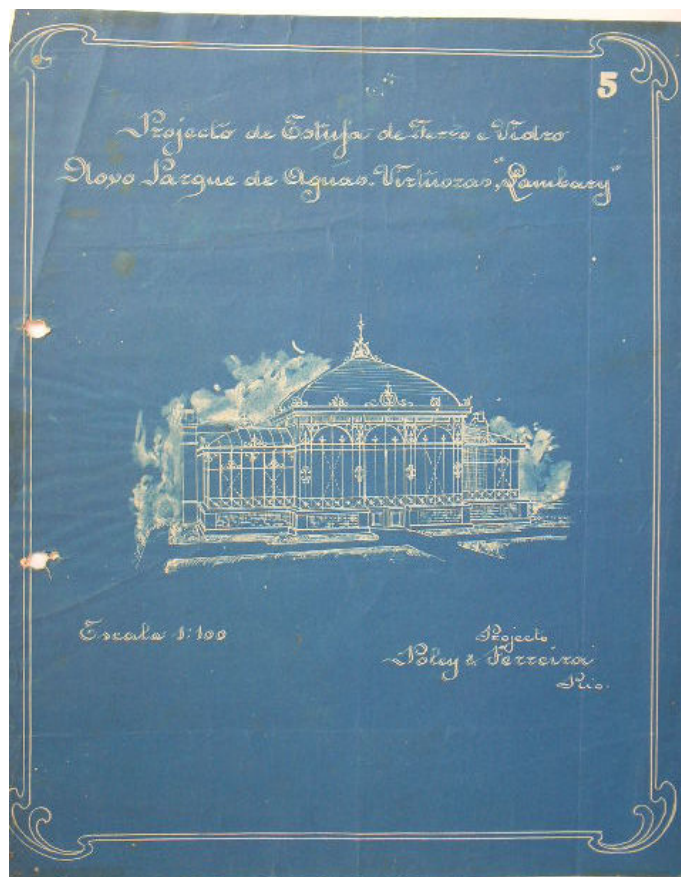 5
Projecto de Estufa de Ferro e Vidro
Novo Parque de Aguas Virtuozas, "Lambary"
Escala 1:100
Projecto
Poley & Ferreira
Rio.